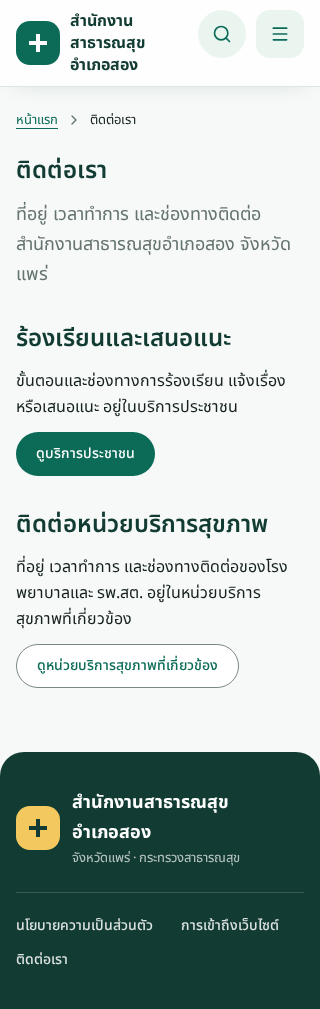 สำนักงาน
สาธารณสุข
อำเภอสอง
หน้าแรก > ติดต่อเรา
ติดต่อเรา
ที่อยู่ เวลาทำการ และช่องทางติดต่อ
สำนักงานสาธารณสุขอำเภอสอง จังหวัด
แพร่
ร้องเรียนและเสนอแนะ
ขั้นตอนและช่องทางการร้องเรียน แจ้งเรื่อง
หรือเสนอแนะ อยู่ในบริการประชาชน
ดูบริการประชาชน
ติดต่อหน่วยบริการสุขภาพ
ที่อยู่ เวลาทำการ และช่องทางติดต่อของโรง
พยาบาลและ รพ.สต. อยู่ในหน่วยบริการ
สุขภาพที่เกี่ยวข้อง
ดูหน่วยบริการสุขภาพที่เกี่ยวข้อง
สำนักงานสาธารณสุข
อำเภอสอง
จังหวัดแพร่ · กระทรวงสาธารณสุข
นโยบายความเป็นส่วนตัว การเข้าถึงเว็บไซต์
ติดต่อเรา